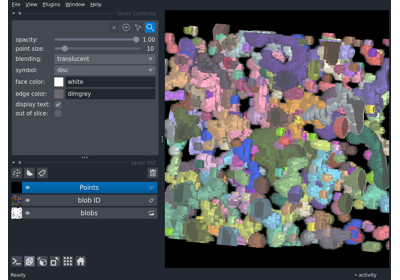 File View Plugins Window Help
layer controls
opacity: 1.00
point size: 10
blending: translucent
symbol: disc
face color: white
edge color: dimgrey
display text:
out of slice:
layer list
Points
blob ID
blobs
Ready
activity